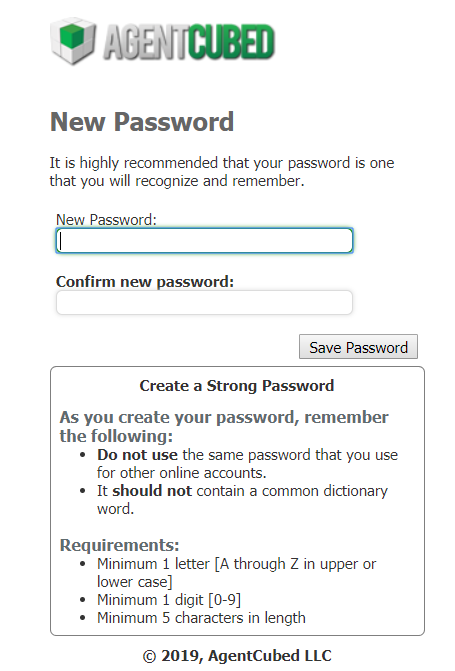 AGENTCUBED
New Password
It is highly recommended that your password is one
that you will recognize and remember.
New Password:
Confirm new password:
Save Password
Create a Strong Password
As you create your password, remember
the following:
• Do not use the same password that you use
for other online accounts.
• It should not contain a common dictionary
word.
Requirements:
• Minimum 1 letter [A through Z in upper or
lower case]
• Minimum 1 digit [0-9]
• Minimum 5 characters in length
© 2019, AgentCubed LLC